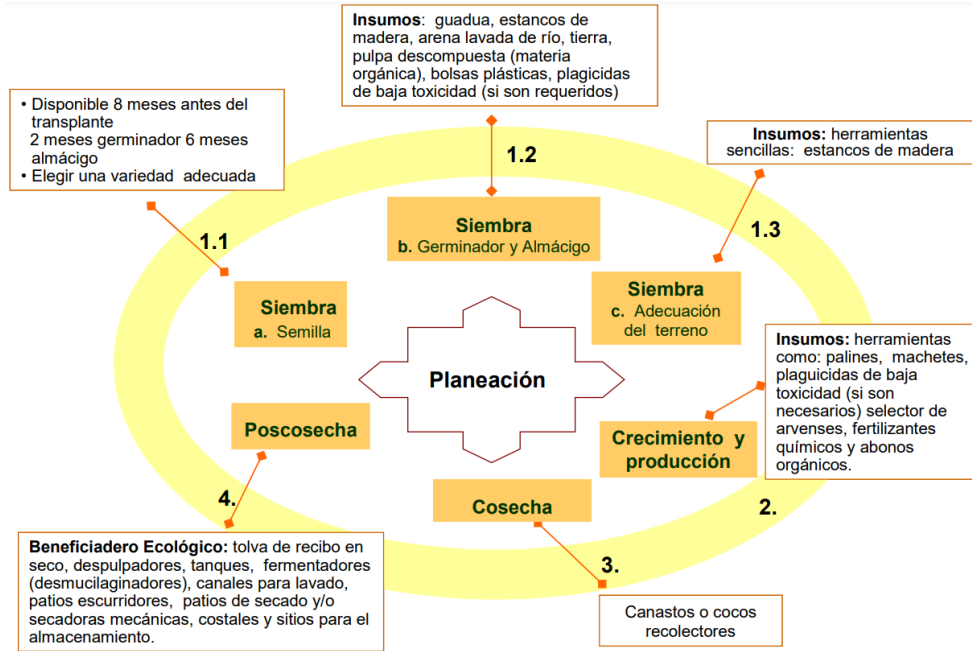 Insumos: guadua, estancos de
madera, arena lavada de río, tierra,
pulpa descompuesta (materia
orgánica), bolsas plásticas, plagicidas
de baja toxicidad (si son requeridos)
• Disponible 8 meses antes del
transplante
2 meses germinador 6 meses
almácigo
• Elegir una variedad adecuada
Insumos: herramientas
sencillas: estancos de madera
1.2
1.1
1.3
Siembra
b. Germinador y Almácigo
Siembra
a. Semilla
Siembra
c. Adecuación
del terreno
Planeación
Insumos: herramientas
como: palines, machetes,
plaguicidas de baja
toxicidad (si son
necesarios) selector de
arvenses, fertilizantes
químicos y abonos
orgánicos.
Poscosecha
Crecimiento y
producción
Cosecha
4.
2.
3.
Beneficiadero Ecológico: tolva de recibo en
seco, despulpadores, tanques, fermentadores
(desmucilaginadores), canales para lavado,
patios escurridores, patios de secado y/o
secadoras mecánicas, costales y sitios para el
almacenamiento.
Canastos o cocos
recolectores